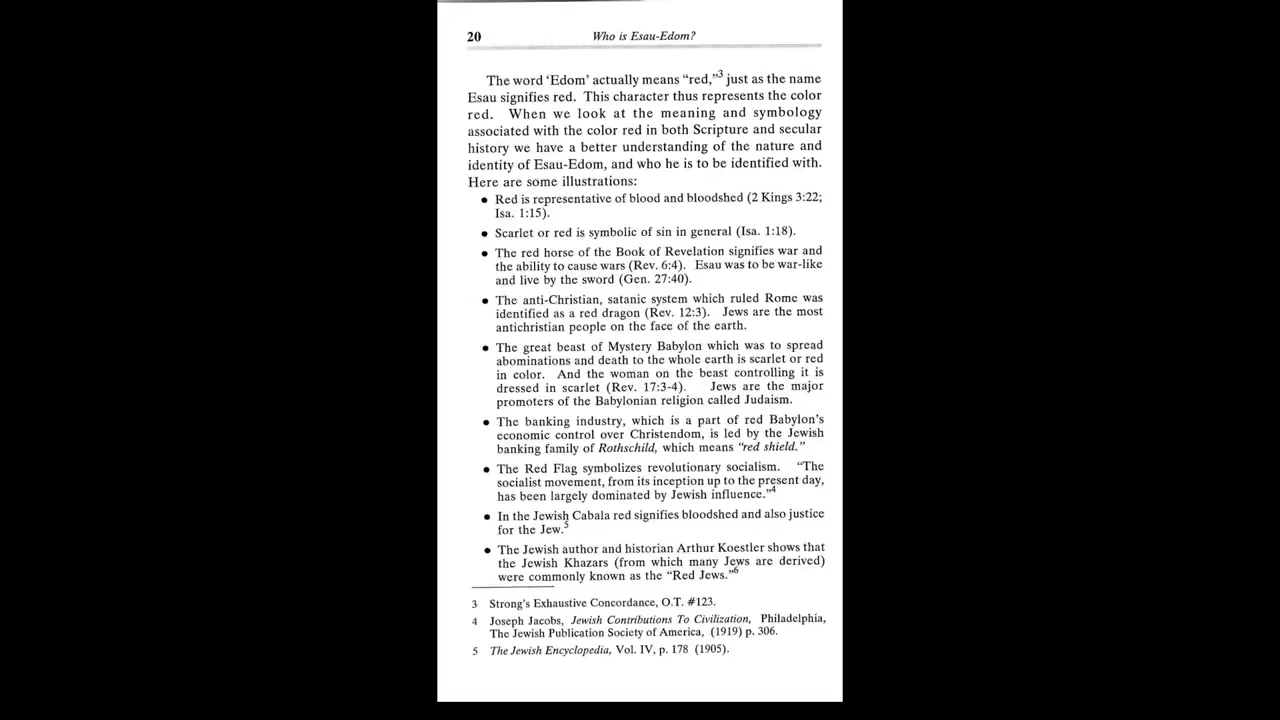 20 Who is Esau-Edom?
The word ‘Edom’ actually means “red,”3 just as the name
Esau signifies red. This character thus represents the color
red. When we look at the meaning and symbology
associated with the color red in both Scripture and secular
history we have a better understanding of the nature and
identity of Esau-Edom, and who he is to be identified with.
Here are some illustrations:
● Red is representative of blood and bloodshed (2 Kings 3:22;
Isa. 1:15).
● Scarlet or red is symbolic of sin in general (Isa. 1:18).
● The red horse of the Book of Revelation signifies war and
the ability to cause wars (Rev. 6:4). Esau was to be war-like
and live by the sword (Gen. 27:40).
● The anti-Christian, satanic system which ruled Rome was
identified as a red dragon (Rev. 12:3). Jews are the most
antichristian people on the face of the earth.
● The great beast of Mystery Babylon which was to spread
abominations and death to the whole earth is scarlet or red
in color. And the woman on the beast controlling it is
dressed in scarlet (Rev. 17:3-4). Jews are the major
promoters of the Babylonian religion called Judaism.
● The banking industry, which is a part of red Babylon’s
economic control over Christendom, is led by the Jewish
banking family of Rothschild, which means “red shield.”
● The Red Flag symbolizes revolutionary socialism. “The
socialist movement, from its inception up to the present day,
has been largely dominated by Jewish influence.”4
● In the Jewish Cabala red signifies bloodshed and also justice
for the Jew.5
● The Jewish author and historian Arthur Koestler shows that
the Jewish Khazars (from which many Jews are derived)
were commonly known as the “Red Jews.”6
3 Strong’s Exhaustive Concordance, O.T. #123.
4 Joseph Jacobs, Jewish Contributions To Civilization, Philadelphia,
The Jewish Publication Society of America, (1919) p. 306.
5 The Jewish Encyclopedia, Vol. IV, p. 178 (1905).